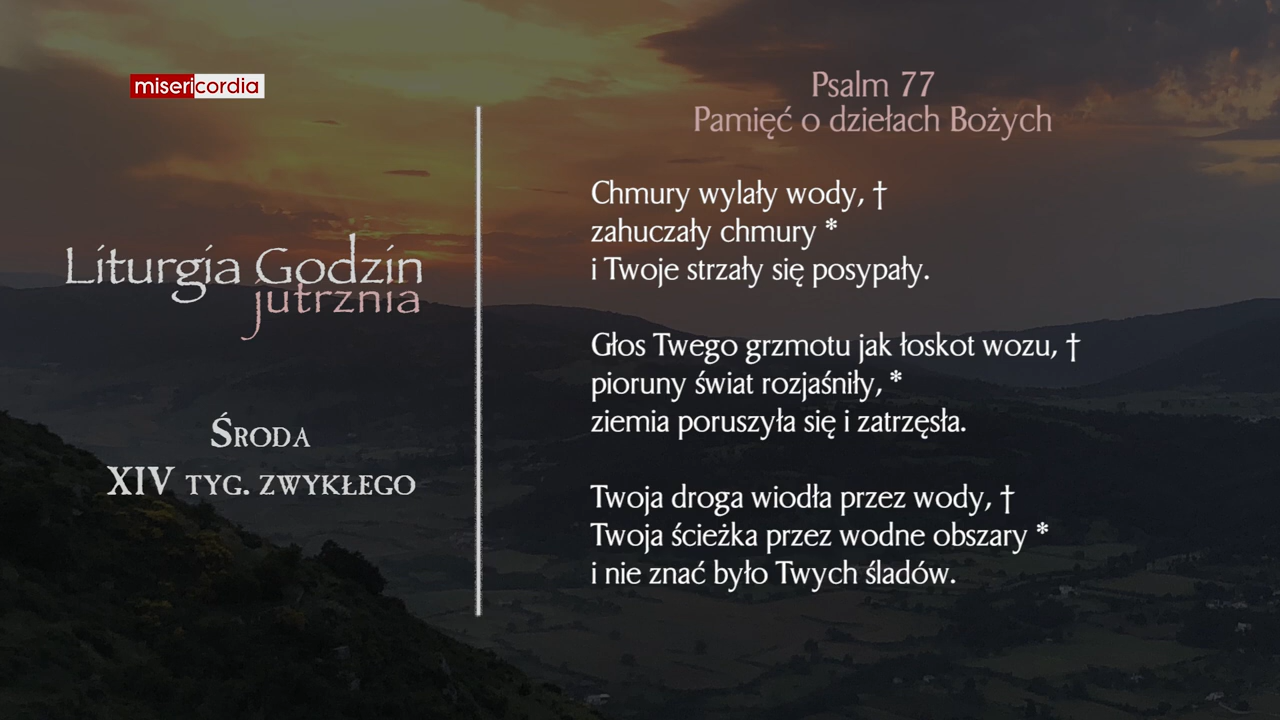 misericordia
Liturgia Godzin
jutrznia
Środa
XIV tyg. zwykłego
Psalm 77
Pamięć o dziełach Bożych
Chmury wylały wody, †
zahuczały chmury *
i Twoje strzały się posypały.
Głos Twego grzmotu jak łoskot wozu, †
pioruny świat rozjaśniły, *
ziemia poruszyła się i zatrzęsła.
Twoja droga wiodła przez wody, †
Twoja ścieżka przez wodne obszary *
i nie znać było Twych śladów.